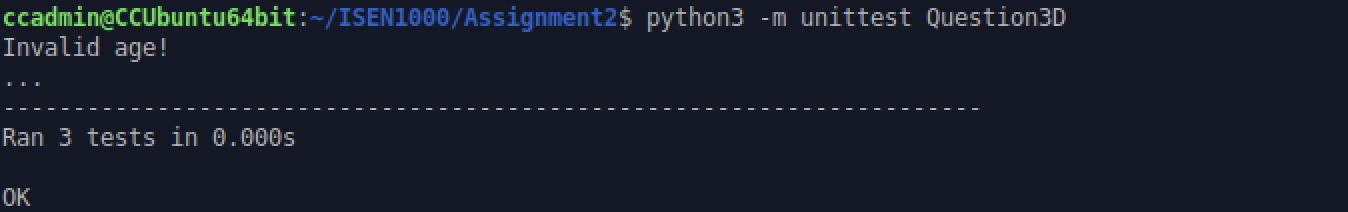 ccadmin@CCUbuntu64bit:~/ISEN1000/Assignment2$ python3 -m unittest Question3D
Invalid age!
...
----------------------------------------------------------------------
Ran 3 tests in 0.000s
OK